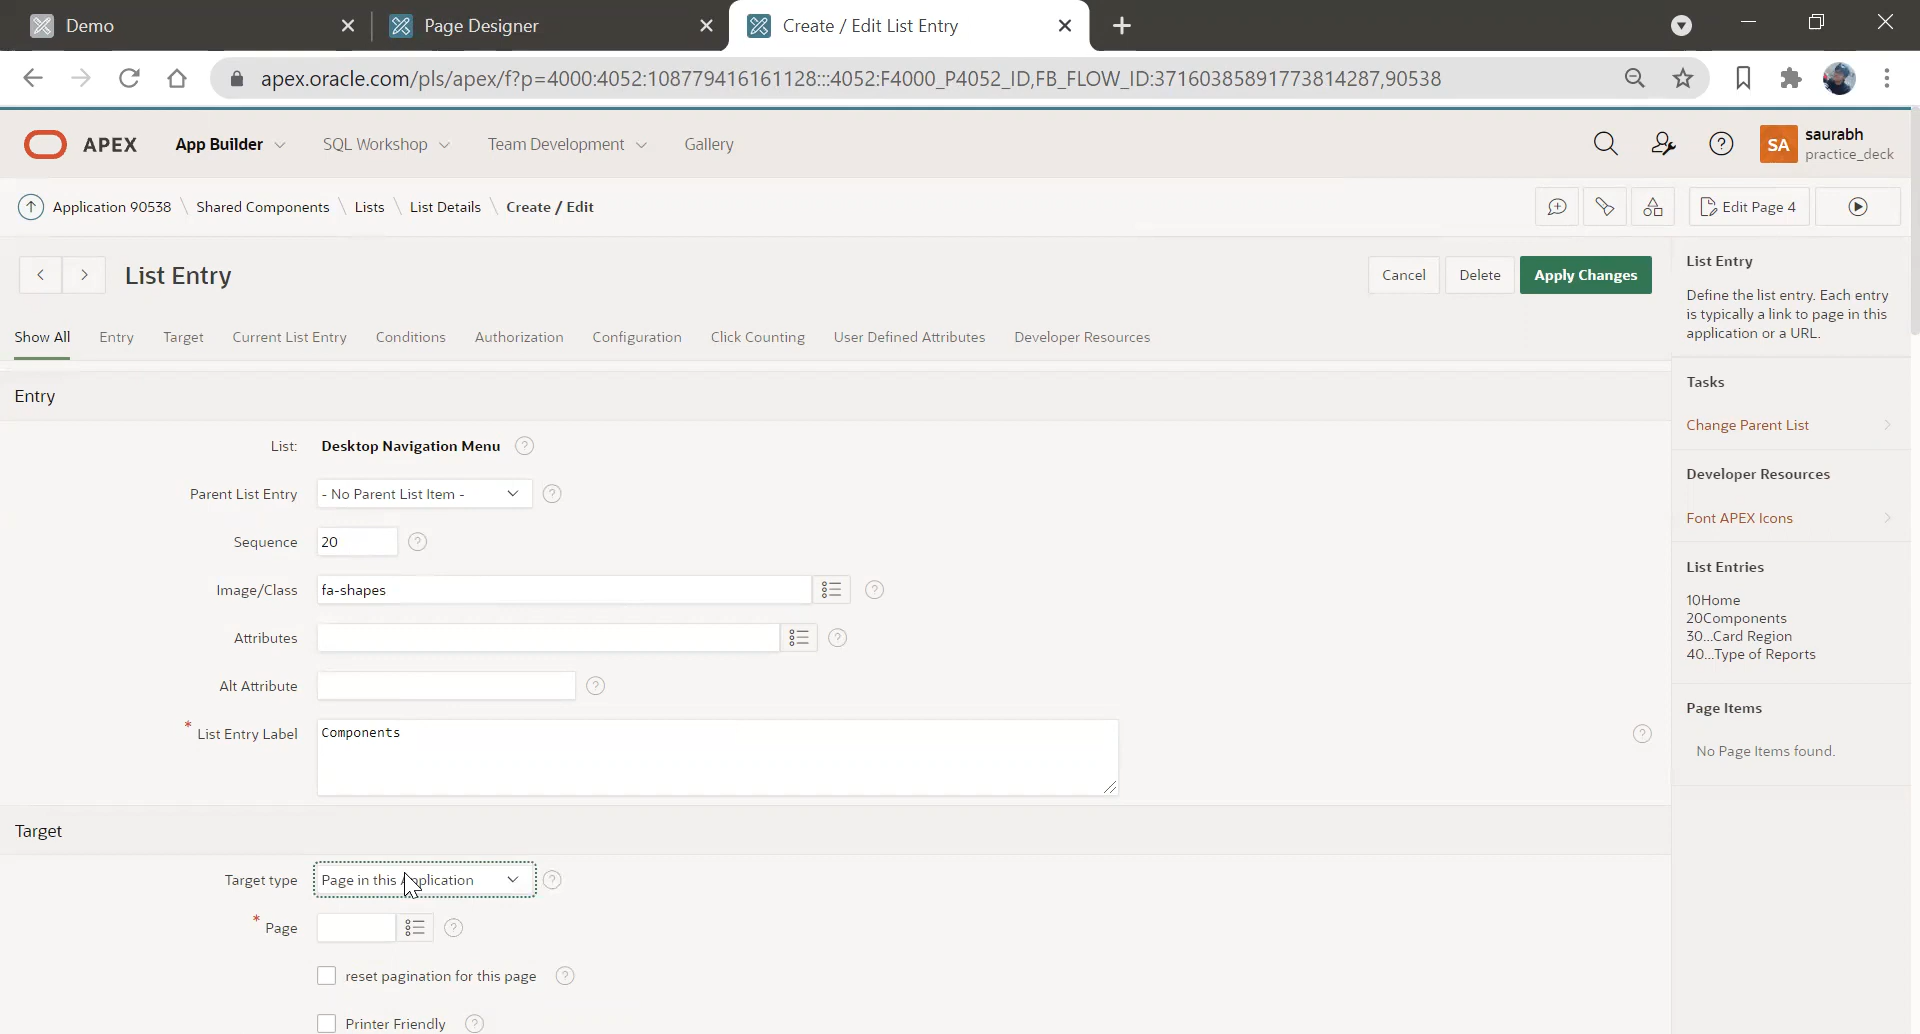 Demo
Page Designer
Create / Edit List Entry
apex.oracle.com/pls/apex/f?p=4000:4052:108779416161128:::4052:F4000_P4052_ID,FB_FLOW_ID:37160385891773814287,90538
APEX
App Builder
SQL Workshop
Team Development
Gallery
SA
saurabh
practice_deck
Application 90538 \ Shared Components \ Lists \ List Details \ Create / Edit
Edit Page 4
List Entry
Cancel
Delete
Apply Changes
Show All
Entry
Target
Current List Entry
Conditions
Authorization
Configuration
Click Counting
User Defined Attributes
Developer Resources
Entry
List: Desktop Navigation Menu
Parent List Entry - No Parent List Item -
Sequence 20
Image/Class fa-shapes
Attributes
Alt Attribute
* List Entry Label Components
Target
Target type Page in this Application
* Page
reset pagination for this page
Printer Friendly
List Entry
Define the list entry. Each entry
is typically a link to page in this
application or a URL.
Tasks
Change Parent List
Developer Resources
Font APEX Icons
List Entries
10Home
20Components
30...Card Region
40...Type of Reports
Page Items
No Page Items found.